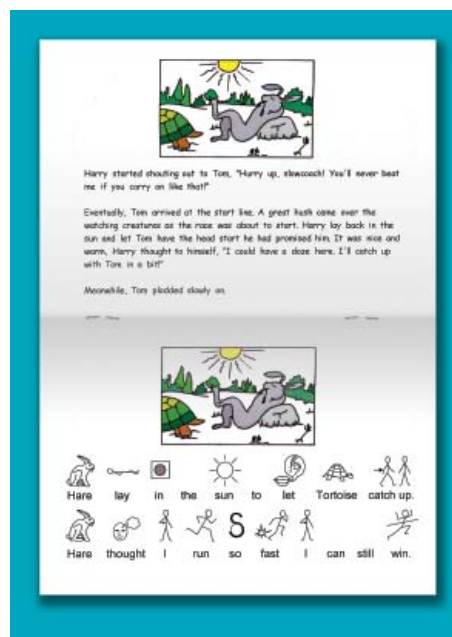 Harry started shouting out to Tom, "Hurry up, slowcoach! You'll never beat
me if you carry on like that!"
Eventually, Tom arrived at the start line. A great hush came over the
watching creatures as the race was about to start. Harry lay back in the
sun and let Tom have the head start he had promised him. It was nice and
warm, Harry thought to himself, "I could have a doze here. I'll catch up
with Tom in a bit!"
Meanwhile, Tom plodded slowly on.
Hare lay in the sun to let Tortoise catch up.
S
Hare thought I run so fast I can still win.